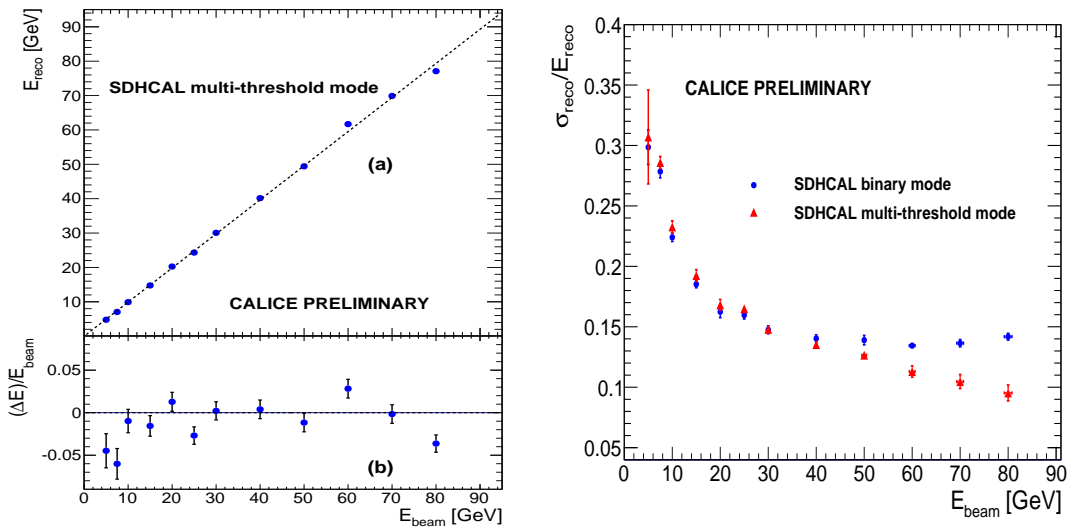 E_reco [GeV]
90
80
70
60
50
40
30
20
10
SDHCAL multi-threshold mode
(a)
CALICE PRELIMINARY
(ΔE)/E_beam
0.05
0
-0.05
(b)
0 10 20 30 40 50 60 70 80 90
E_beam [GeV]
σ_reco/E_reco
0.4
0.35
0.3
0.25
0.2
0.15
0.1
0.05
CALICE PRELIMINARY
SDHCAL binary mode
SDHCAL multi-threshold mode
0 10 20 30 40 50 60 70 80 90
E_beam [GeV]